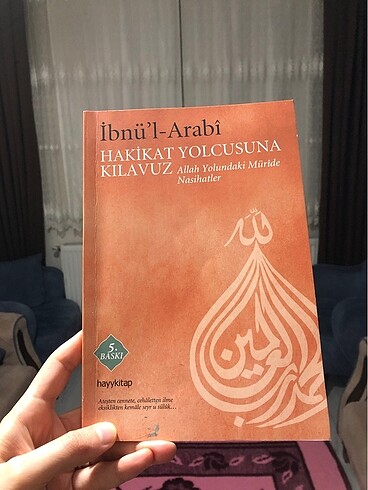 İbnü'l-Arabî
HAKİKAT YOLCUSUNA
KILAVUZ Allah Yolundaki Müride
Nasihatler
5.
BASKI
hayykitap
Ateşten cennete, cehâletten ilme
eksiklikten kemâle seyr u sülûk...